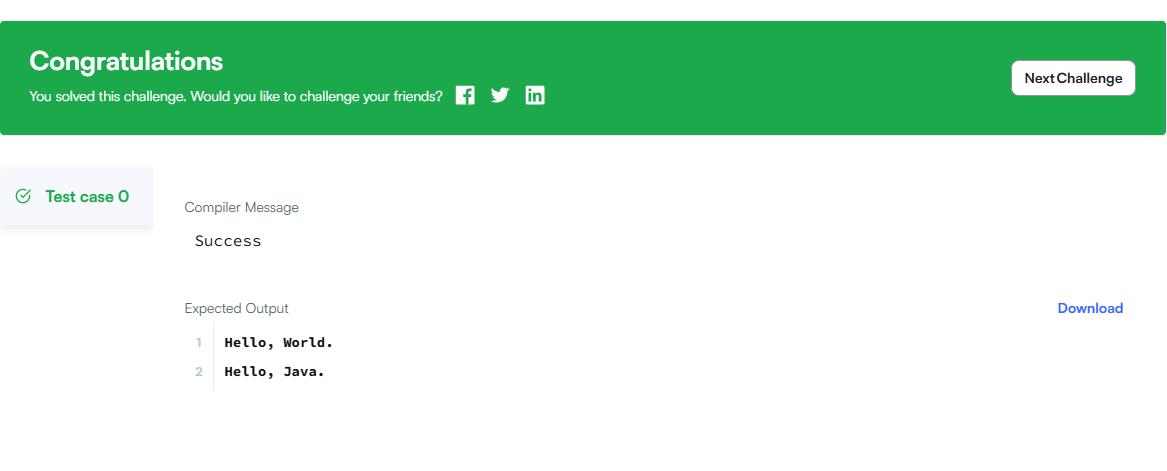 Congratulations
You solved this challenge. Would you like to challenge your friends?
Next Challenge
Test case 0
Compiler Message
Success
Expected Output
Download
1 Hello, World.
2 Hello, Java.